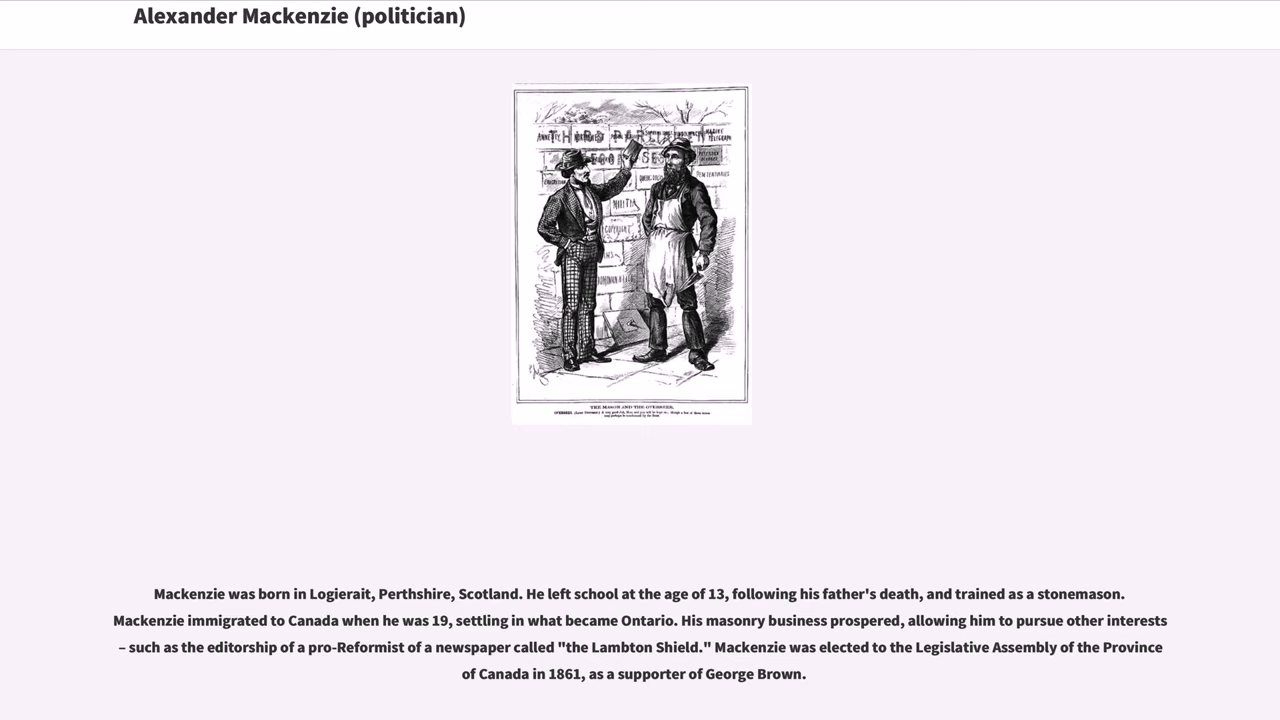 Alexander Mackenzie (politician)
THIRD PARLIAMENT
MILITIA
COPYRIGHT
PENETENTIARIES
THE MASON AND THE OVERSEER.
Mackenzie was born in Logierait, Perthshire, Scotland. He left school at the age of 13, following his father's death, and trained as a stonemason.
Mackenzie immigrated to Canada when he was 19, settling in what became Ontario. His masonry business prospered, allowing him to pursue other interests
– such as the editorship of a pro-Reformist of a newspaper called "the Lambton Shield." Mackenzie was elected to the Legislative Assembly of the Province
of Canada in 1861, as a supporter of George Brown.